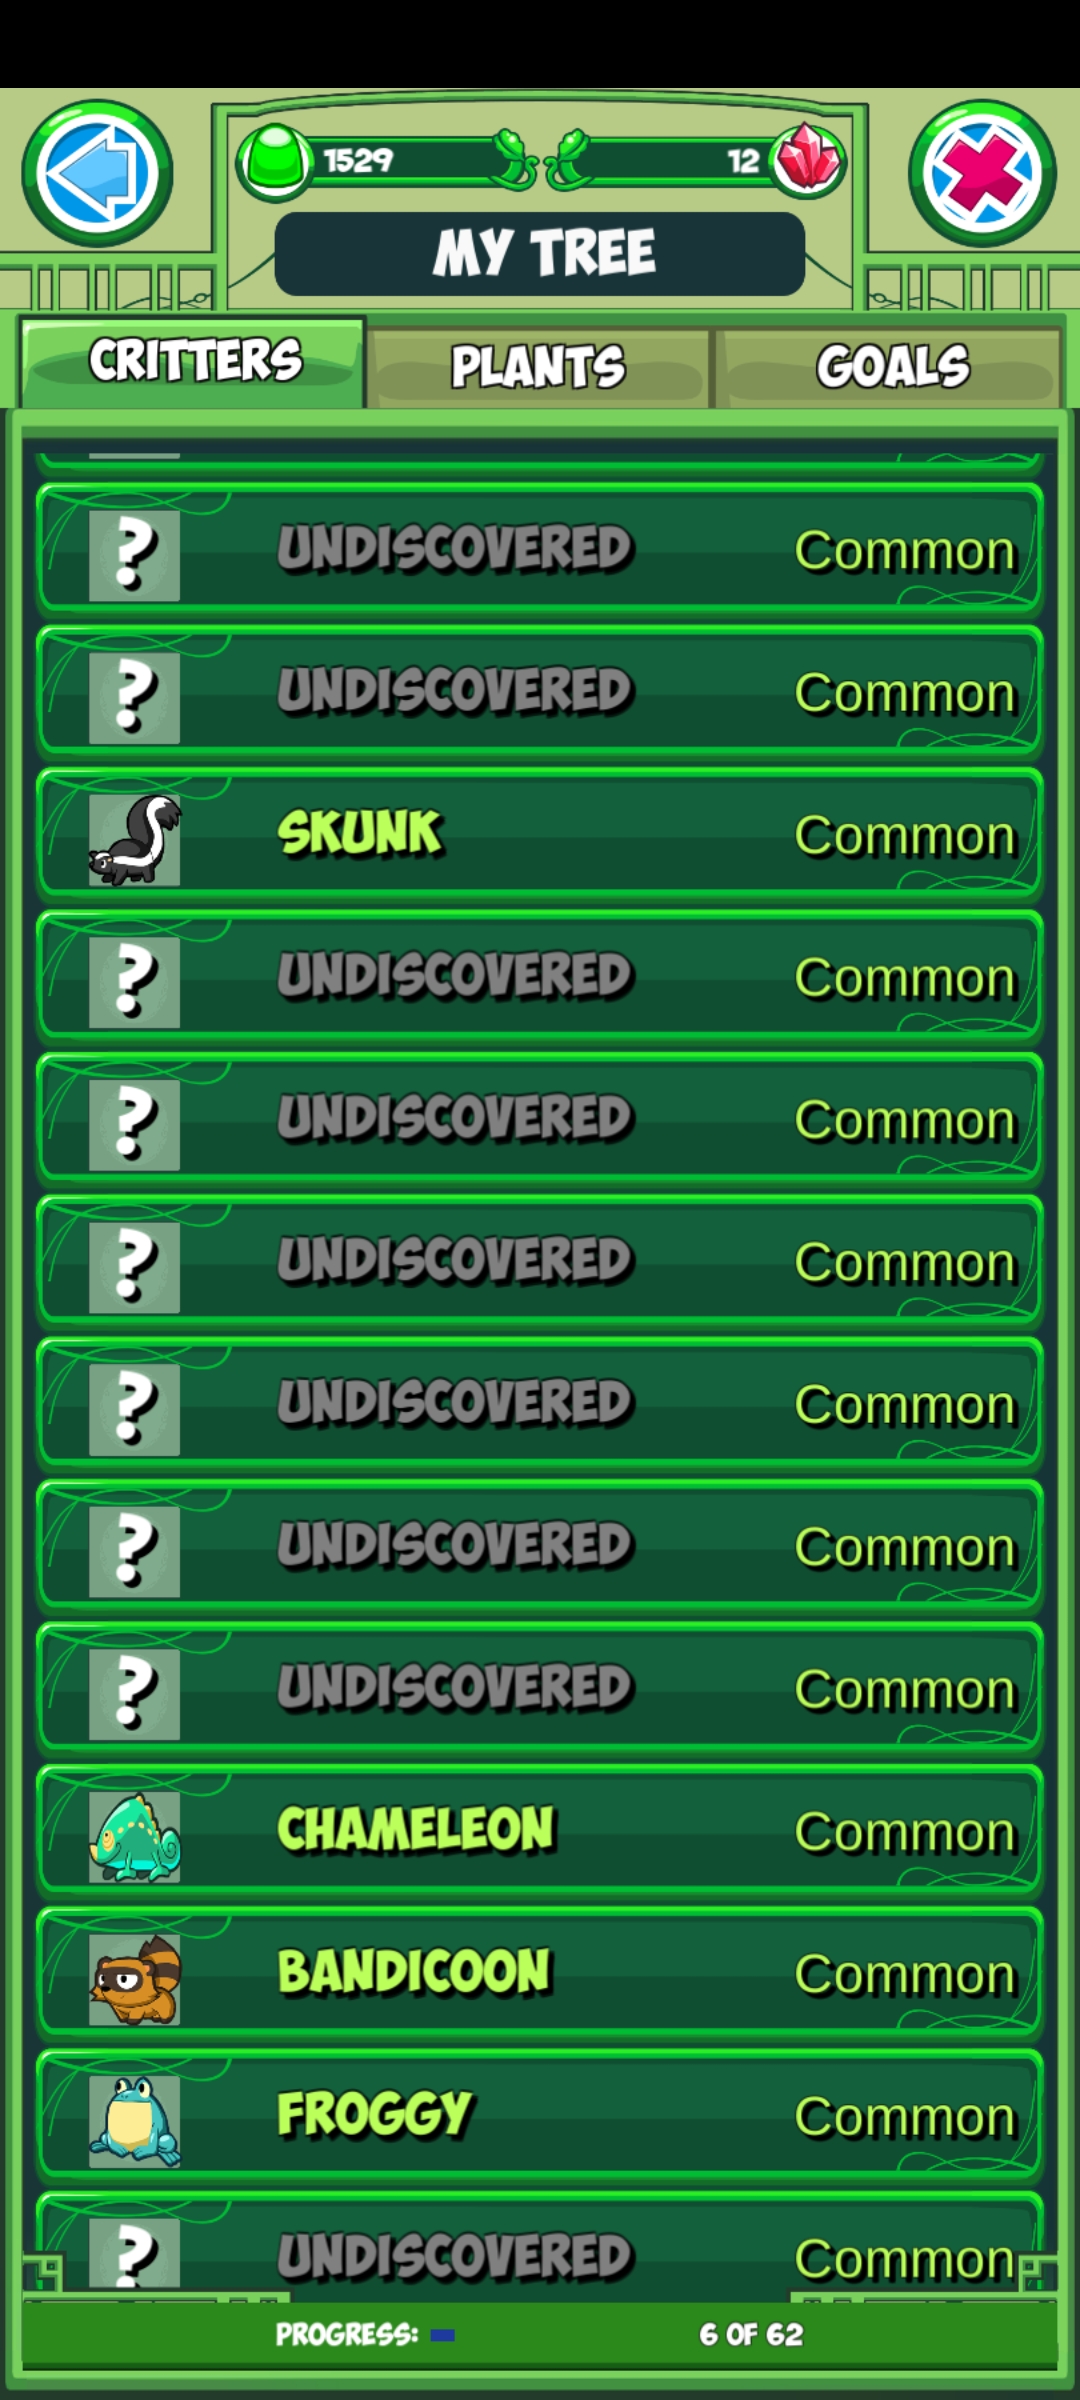 1529
12
MY TREE
CRITTERS
PLANTS
GOALS
?
UNDISCOVERED
Common
?
UNDISCOVERED
Common
SKUNK
Common
?
UNDISCOVERED
Common
?
UNDISCOVERED
Common
?
UNDISCOVERED
Common
?
UNDISCOVERED
Common
?
UNDISCOVERED
Common
?
UNDISCOVERED
Common
CHAMELEON
Common
BANDICOON
Common
FROGGY
Common
?
UNDISCOVERED
Common
PROGRESS:
6 OF 62